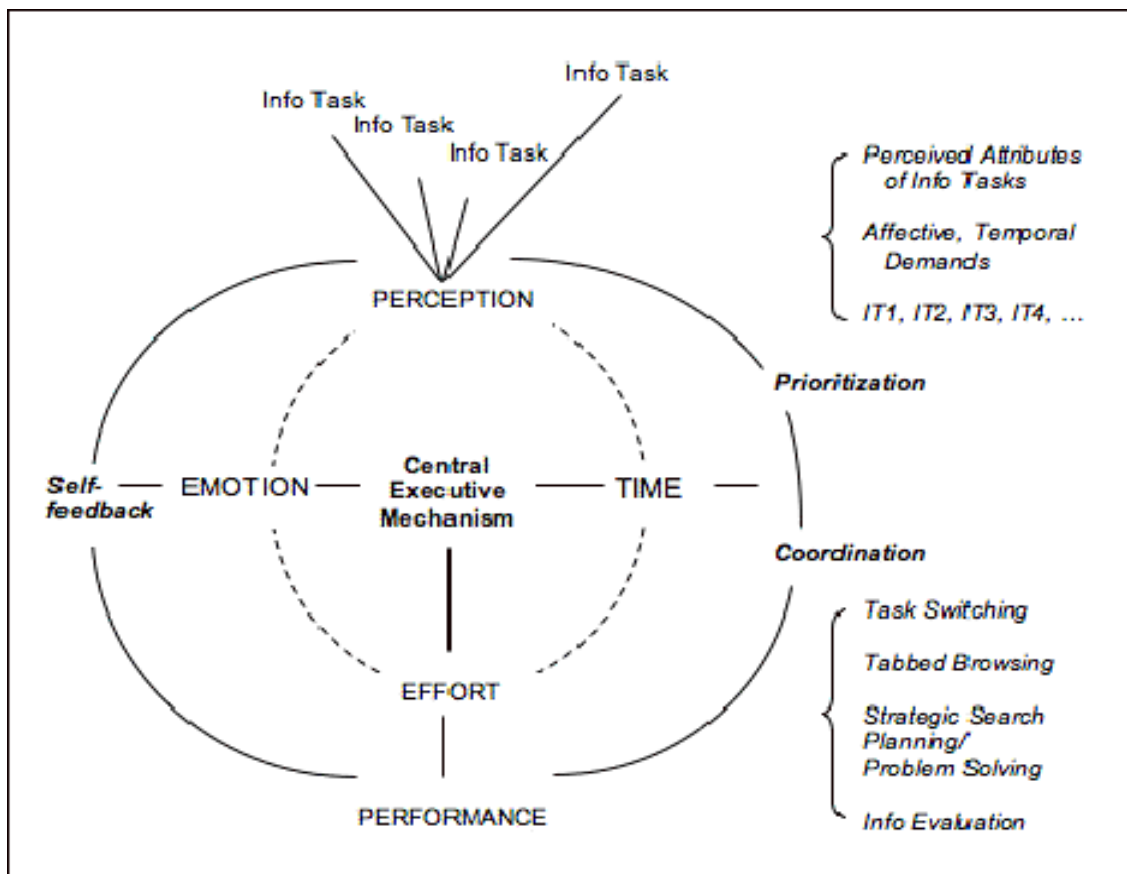 Info Task
Info Task
Info Task
Info Task
Perceived Attributes
of Info Tasks
Affective, Temporal
Demands
IT1, IT2, IT3, IT4, ...
PERCEPTION
Prioritization
Self-
feedback
EMOTION
Central
Executive
Mechanism
TIME
Coordination
Task Switching
Tabbed Browsing
Strategic Search
Planning/
Problem Solving
Info Evaluation
EFFORT
PERFORMANCE